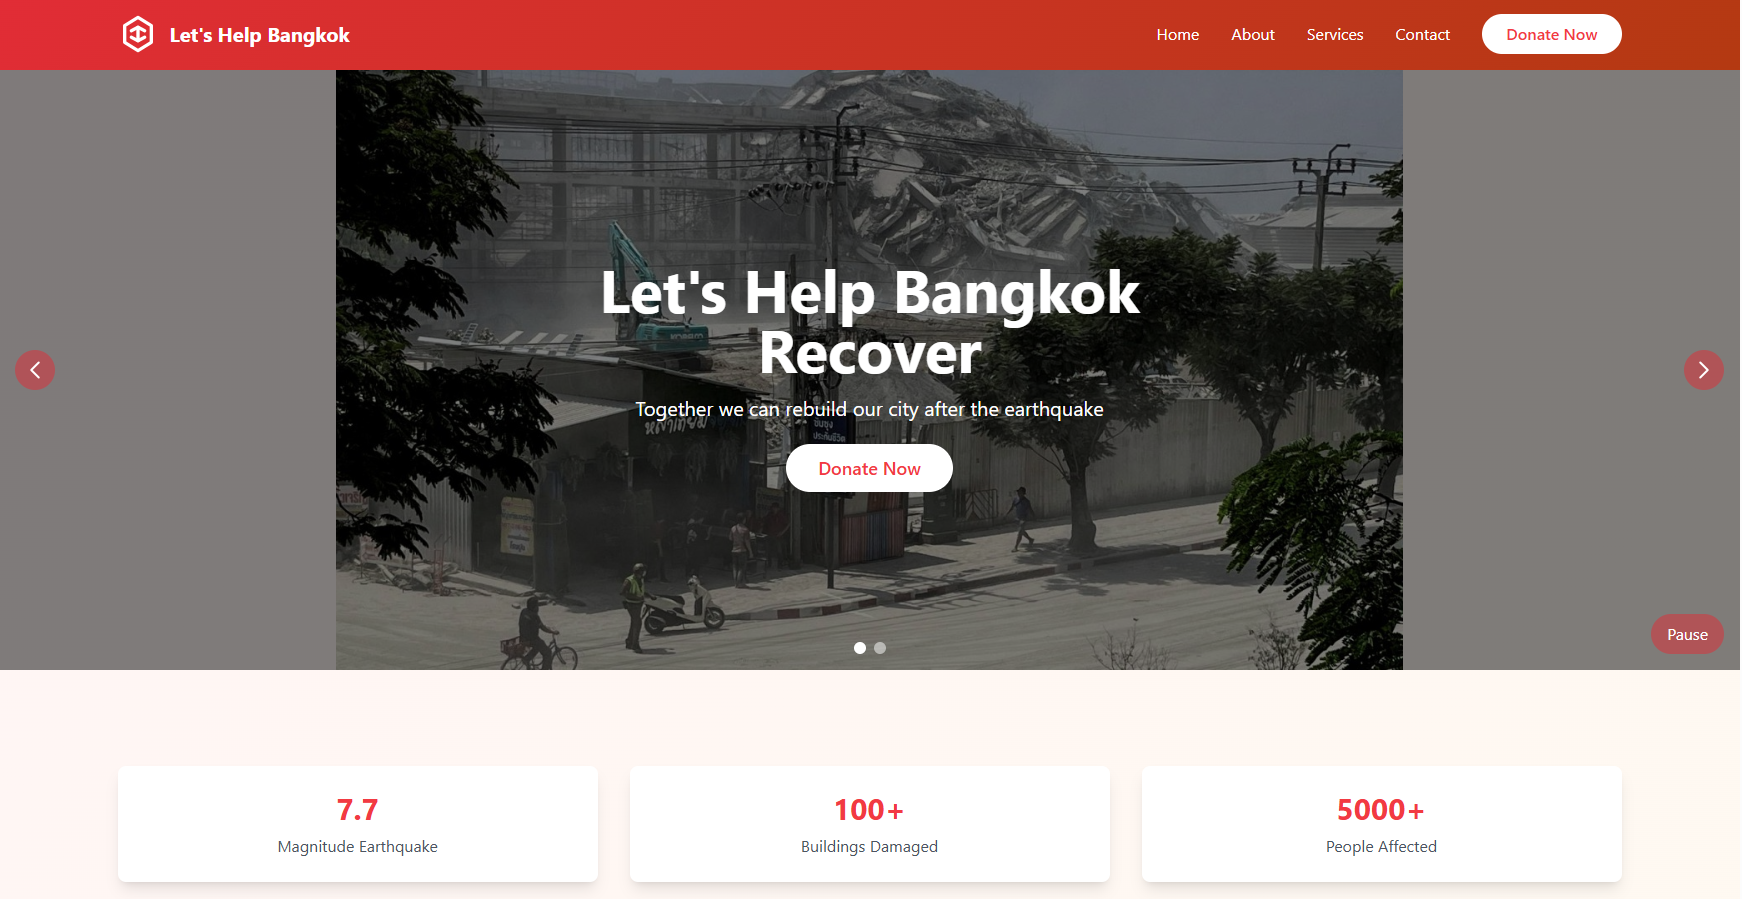 Let's Help Bangkok
Home
About
Services
Contact
Donate Now
Let's Help Bangkok
Recover
Together we can rebuild our city after the earthquake
Donate Now
Pause
7.7
Magnitude Earthquake
100+
Buildings Damaged
5000+
People Affected